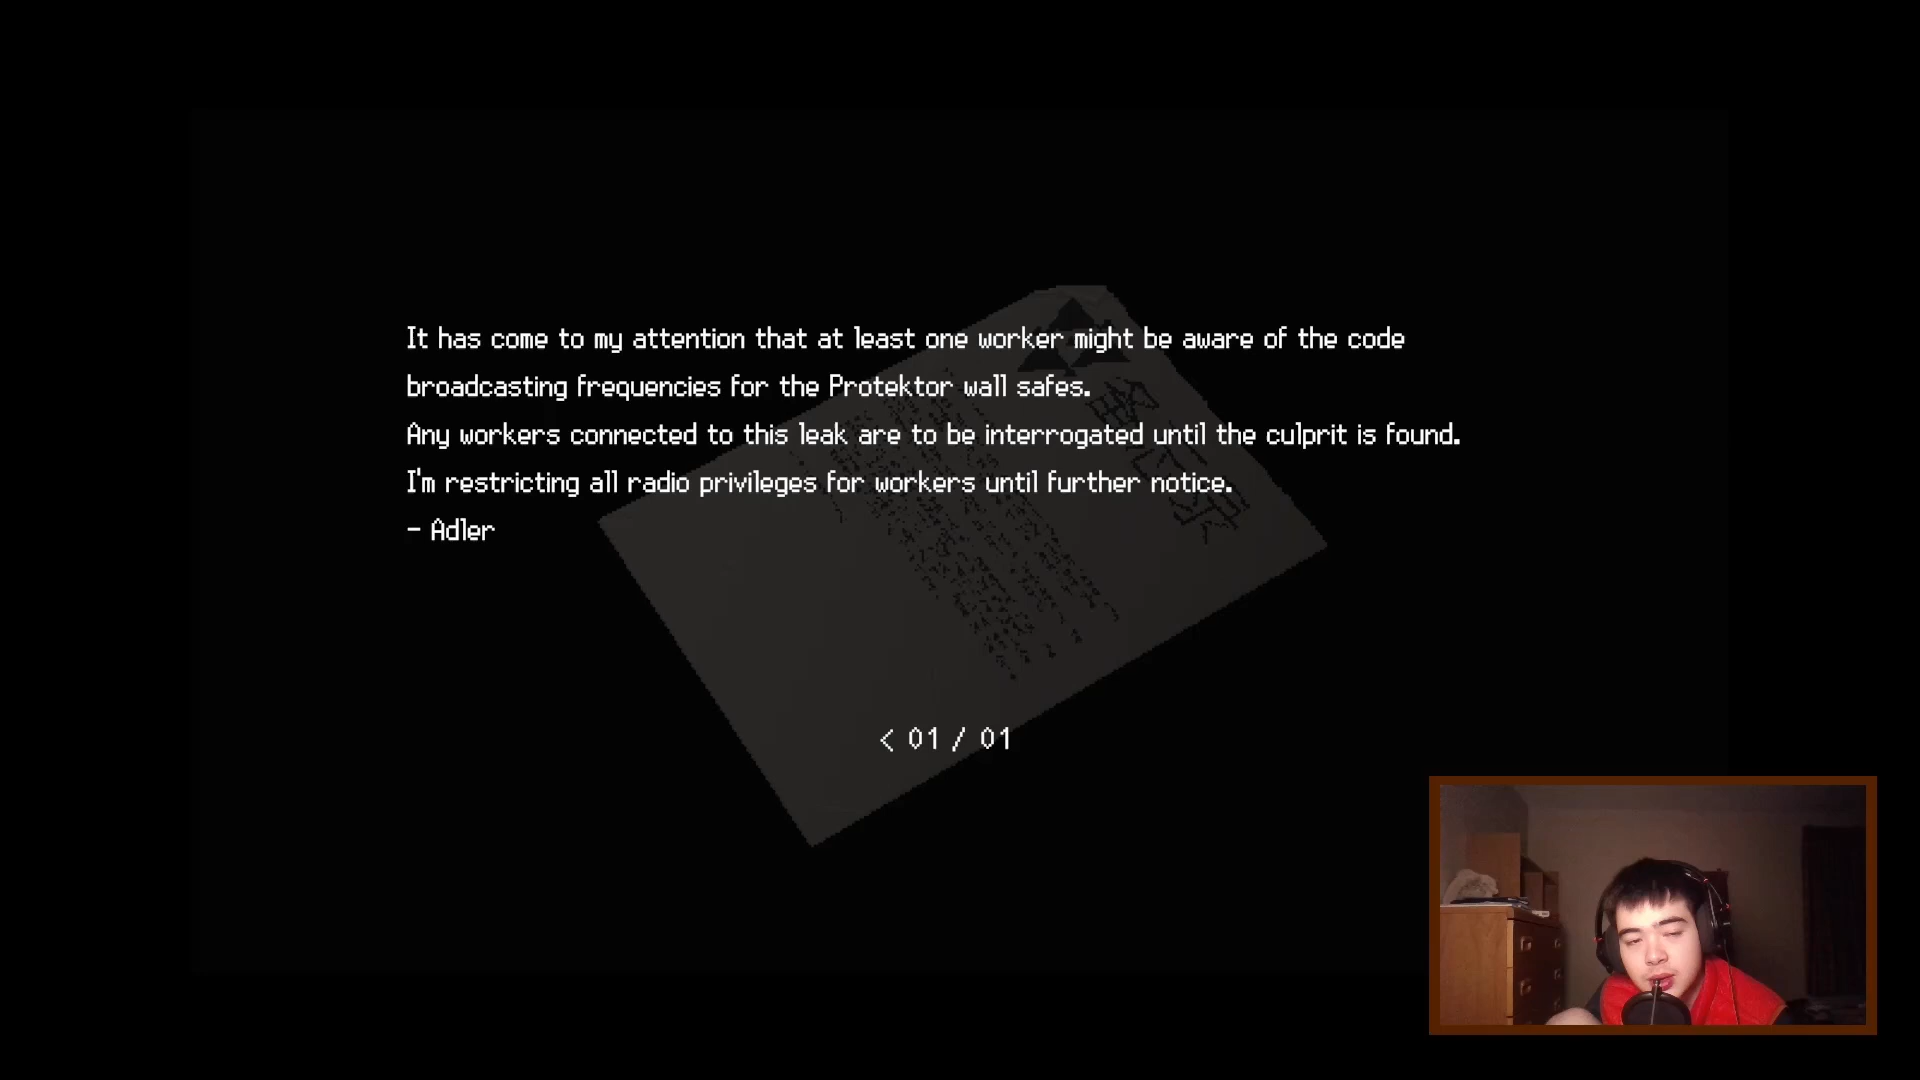 It has come to my attention that at least one worker might be aware of the code
broadcasting frequencies for the Protektor wall safes.
Any workers connected to this leak are to be interrogated until the culprit is found.
I'm restricting all radio privileges for workers until further notice.
- Adler
< 01 / 01